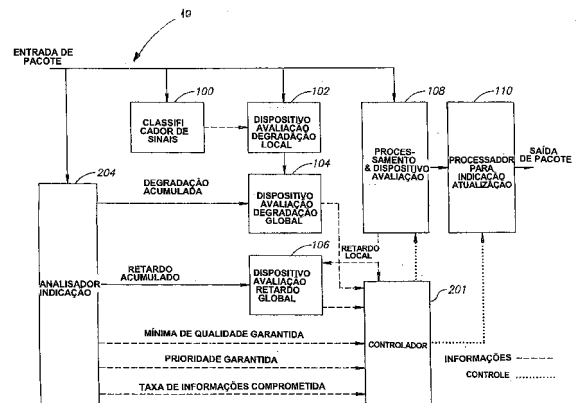 10
ENTRADA DE
PACOTE
100
CLASSIFI
CADOR DE
SINAIS
102
DISPOSITIVO
AVALIAÇÃO
DEGRADAÇÃO
LOCAL
108
PROCES-
SAMENTO
& DISPOSITIVO
AVALIAÇÃO
110
PROCESSADOR
PARA
INDICAÇÃO
ATUALIZAÇÃO
SAÍDA DE
PACOTE
204
ANALISADOR
INDICAÇÃO
DEGRADAÇÃO
ACUMULADA
104
DISPOSITIVO
AVALIAÇÃO
DEGRADAÇÃO
GLOBAL
RETARDO
LOCAL
RETARDO
ACUMULADO
106
DISPOSITIVO
AVALIAÇÃO
RETARDO
GLOBAL
201
CONTROLADOR
MÍNIMA DE QUALIDADE GARANTIDA
PRIORIDADE GARANTIDA
TAXA DE INFORMAÇÕES COMPROMETIDA
INFORMAÇÕES
CONTROLE